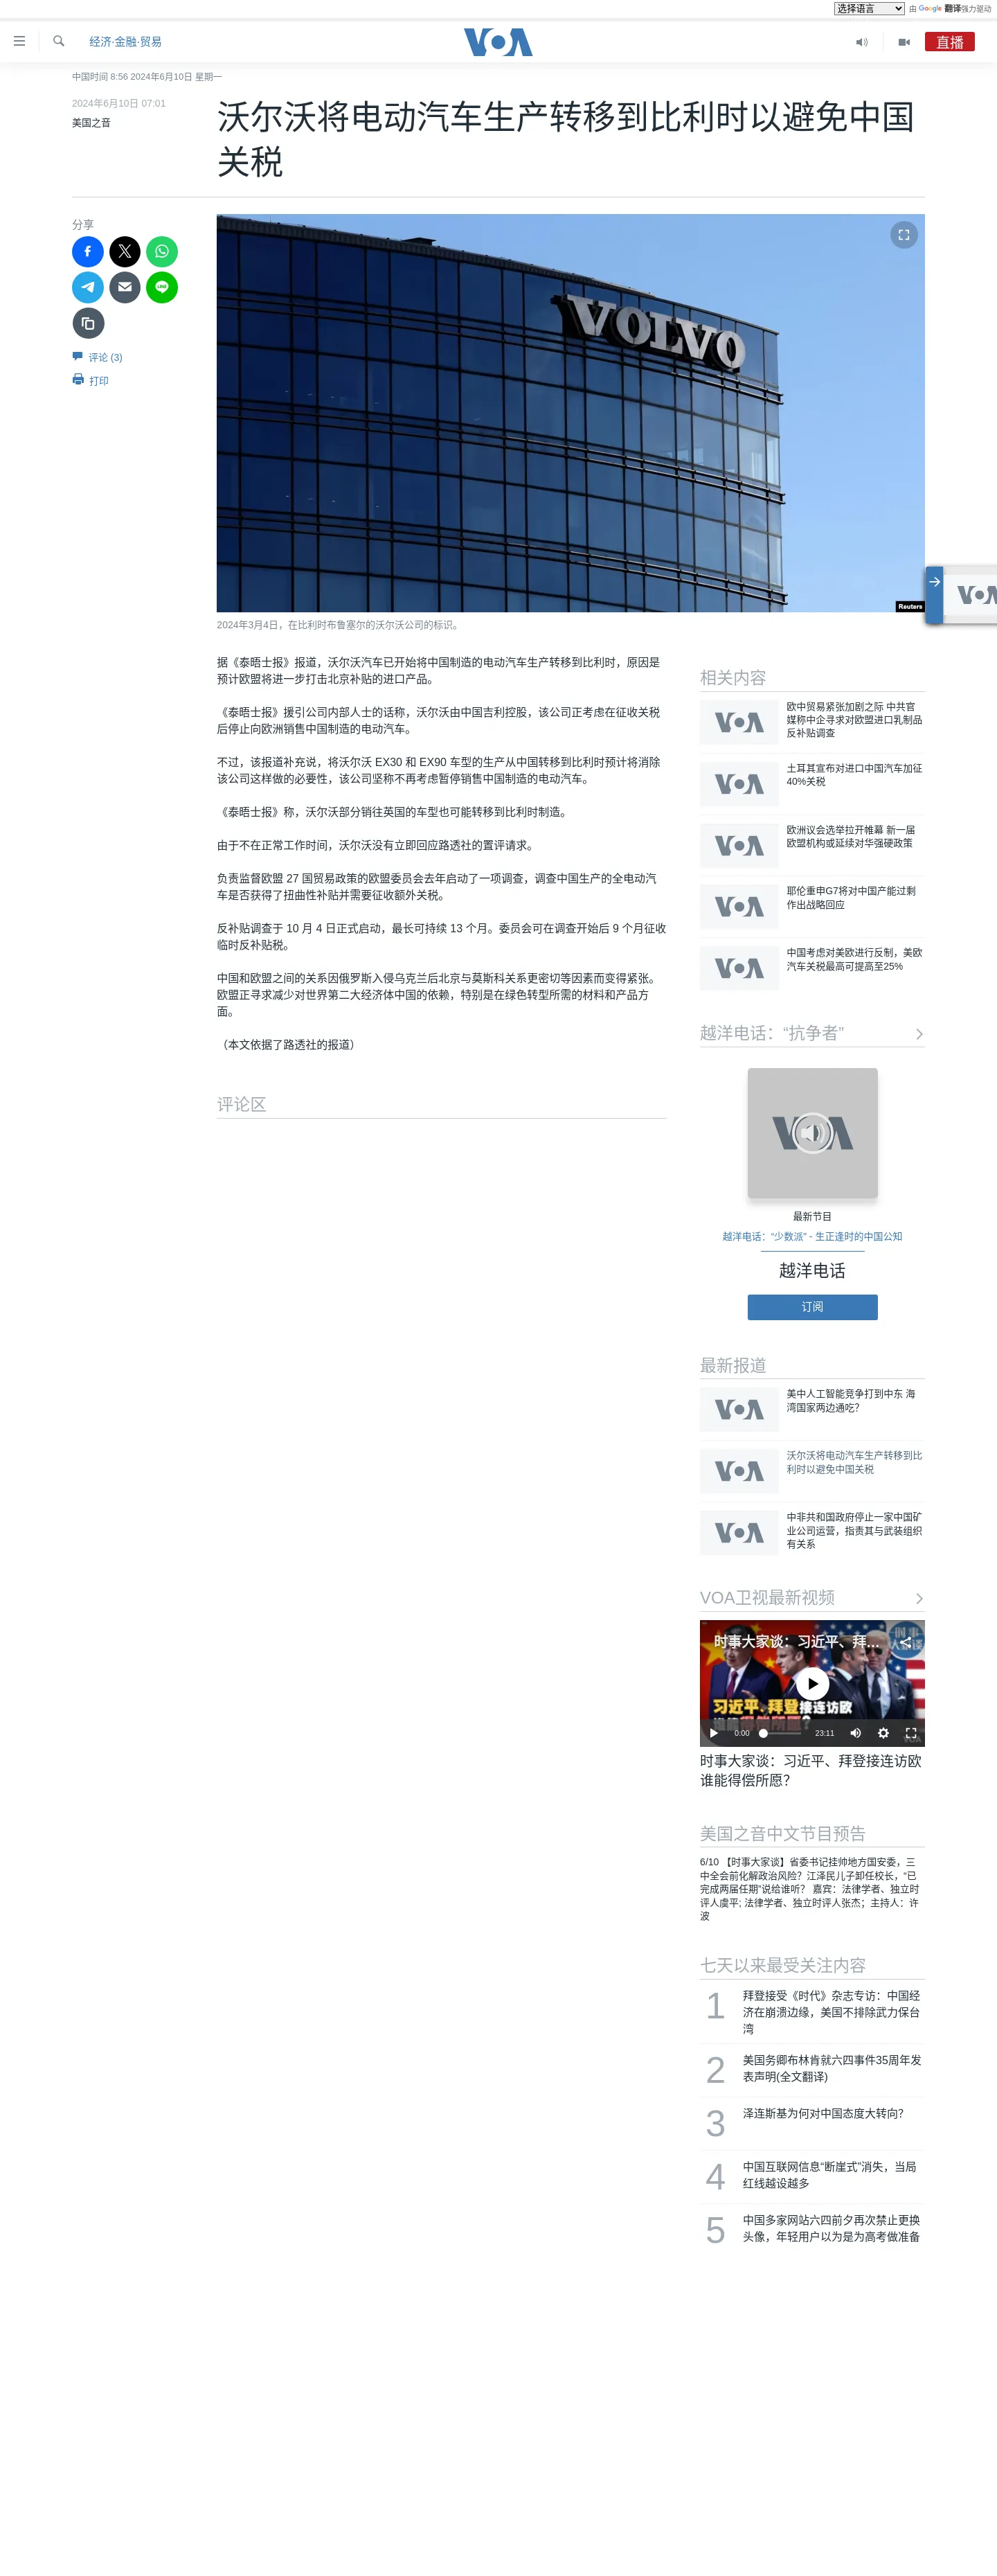 选择语言 由 Google 翻译强力驱动
经济·金融·贸易
VOA
直播
中国时间 8:56 2024年6月10日 星期一
2024年6月10日 07:01
美国之音
沃尔沃将电动汽车生产转移到比利时以避免中国
关税
分享
评论 (3)
打印
VOLVO
Reuters
2024年3月4日，在比利时布鲁塞尔的沃尔沃公司的标识。
据《泰晤士报》报道，沃尔沃汽车已开始将中国制造的电动汽车生产转移到比利时，原因是
预计欧盟将进一步打击北京补贴的进口产品。
《泰晤士报》援引公司内部人士的话称，沃尔沃由中国吉利控股，该公司正考虑在征收关税
后停止向欧洲销售中国制造的电动汽车。
不过，该报道补充说，将沃尔沃 EX30 和 EX90 车型的生产从中国转移到比利时预计将消除
该公司这样做的必要性，该公司坚称不再考虑暂停销售中国制造的电动汽车。
《泰晤士报》称，沃尔沃部分销往英国的车型也可能转移到比利时制造。
由于不在正常工作时间，沃尔沃没有立即回应路透社的置评请求。
负责监督欧盟 27 国贸易政策的欧盟委员会去年启动了一项调查，调查中国生产的全电动汽
车是否获得了扭曲性补贴并需要征收额外关税。
反补贴调查于 10 月 4 日正式启动，最长可持续 13 个月。委员会可在调查开始后 9 个月征收
临时反补贴税。
中国和欧盟之间的关系因俄罗斯入侵乌克兰后北京与莫斯科关系更密切等因素而变得紧张。
欧盟正寻求减少对世界第二大经济体中国的依赖，特别是在绿色转型所需的材料和产品方
面。
（本文依据了路透社的报道）
评论区
相关内容
VOA
欧中贸易紧张加剧之际 中共官
媒称中企寻求对欧盟进口乳制品
反补贴调查
VOA
土耳其宣布对进口中国汽车加征
40%关税
VOA
欧洲议会选举拉开帷幕 新一届
欧盟机构或延续对华强硬政策
VOA
耶伦重申G7将对中国产能过剩
作出战略回应
VOA
中国考虑对美欧进行反制，美欧
汽车关税最高可提高至25%
越洋电话：“抗争者”
VOA
最新节目
越洋电话：“少数派” - 生正逢时的中国公知
越洋电话
订阅
最新报道
VOA
美中人工智能竞争打到中东 海
湾国家两边通吃？
VOA
沃尔沃将电动汽车生产转移到比
利时以避免中国关税
VOA
中非共和国政府停止一家中国矿
业公司运营，指责其与武装组织
有关系
VOA卫视最新视频
时事大家谈：习近平、拜…
习近平、拜登接连访欧
谁能得偿所愿？
0:00 23:11
时事大家谈：习近平、拜登接连访欧
谁能得偿所愿？
美国之音中文节目预告
6/10 【时事大家谈】省委书记挂帅地方国安委，三
中全会前化解政治风险？江泽民儿子卸任校长，“已
完成两届任期”说给谁听？ 嘉宾：法律学者、独立时
评人虞平; 法律学者、独立时评人张杰；主持人：许
波
七天以来最受关注内容
1 拜登接受《时代》杂志专访：中国经
济在崩溃边缘，美国不排除武力保台
湾
2 美国务卿布林肯就六四事件35周年发
表声明(全文翻译)
3 泽连斯基为何对中国态度大转向？
4 中国互联网信息“断崖式”消失，当局
红线越设越多
5 中国多家网站六四前夕再次禁止更换
头像，年轻用户以为是为高考做准备